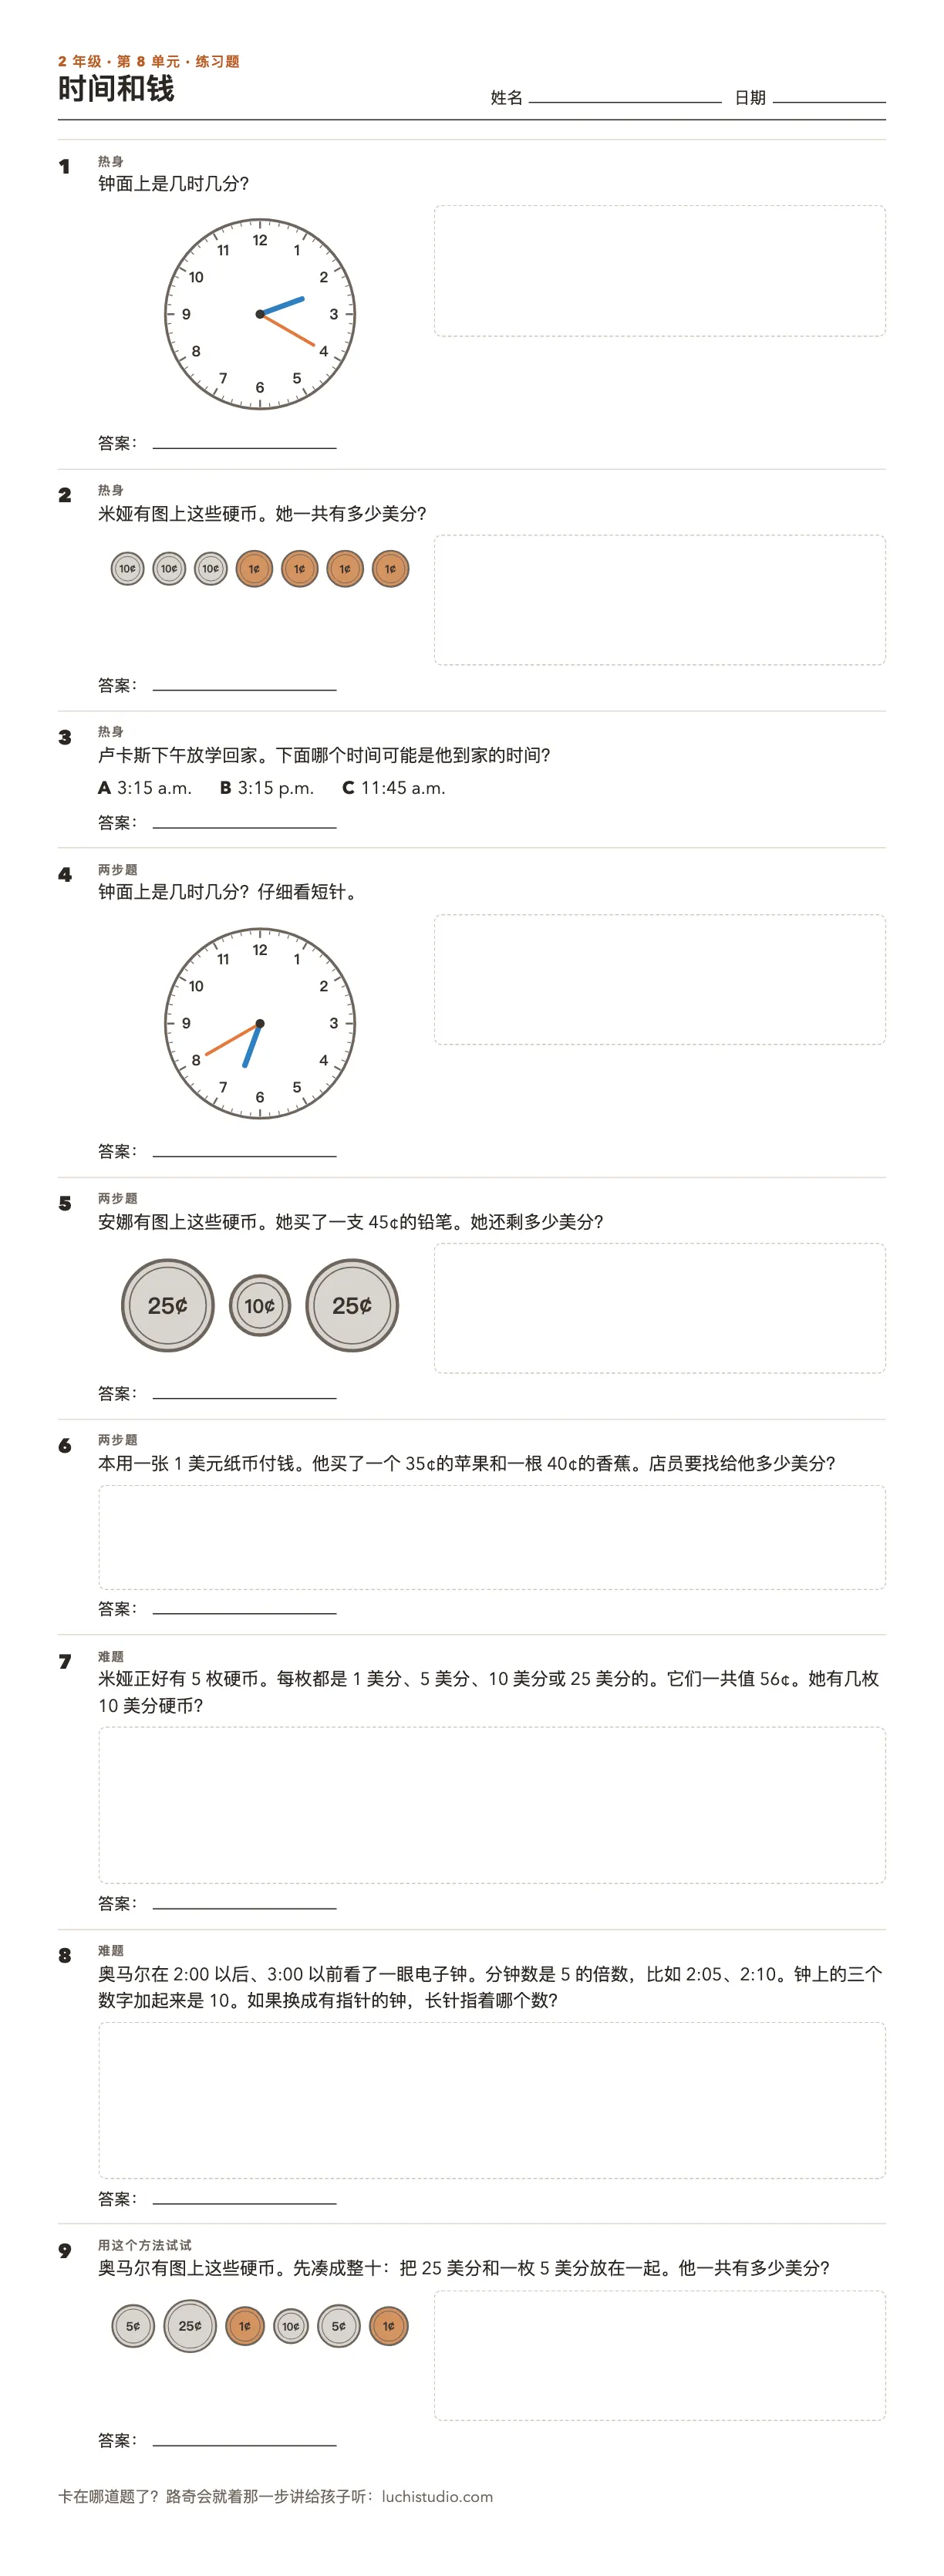 2 年级 · 第 8 单元 · 练习题
时间和钱
姓名 日期
1 热身
钟面上是几时几分？
12
11 1
10 2
9 3
8 4
7 5
6
答案：
2 热身
米娅有图上这些硬币。她一共有多少美分？
10¢ 10¢ 10¢ 1¢ 1¢ 1¢ 1¢
答案：
3 热身
卢卡斯下午放学回家。下面哪个时间可能是他到家的时间？
A 3:15 a.m. B 3:15 p.m. C 11:45 a.m.
答案：
4 两步题
钟面上是几时几分？仔细看短针。
12
11 1
10 2
9 3
8 4
7 5
6
答案：
5 两步题
安娜有图上这些硬币。她买了一支 45¢的铅笔。她还剩多少美分？
25¢ 10¢ 25¢
答案：
6 两步题
本用一张 1 美元纸币付钱。他买了一个 35¢的苹果和一根 40¢的香蕉。店员要找给他多少美分？
答案：
7 难题
米娅正好有 5 枚硬币。每枚都是 1 美分、5 美分、10 美分或 25 美分的。它们一共值 56¢。她有几枚
10 美分硬币？
答案：
8 难题
奥马尔在 2:00 以后、3:00 以前看了一眼电子钟。分钟数是 5 的倍数，比如 2:05、2:10。钟上的三个
数字加起来是 10。如果换成有指针的钟，长针指着哪个数？
答案：
9 用这个方法试试
奥马尔有图上这些硬币。先凑成整十：把 25 美分和一枚 5 美分放在一起。他一共有多少美分？
5¢ 25¢ 1¢ 10¢ 5¢ 1¢
答案：
卡在哪道题了？路奇会就着那一步讲给孩子听：luchistudio.com